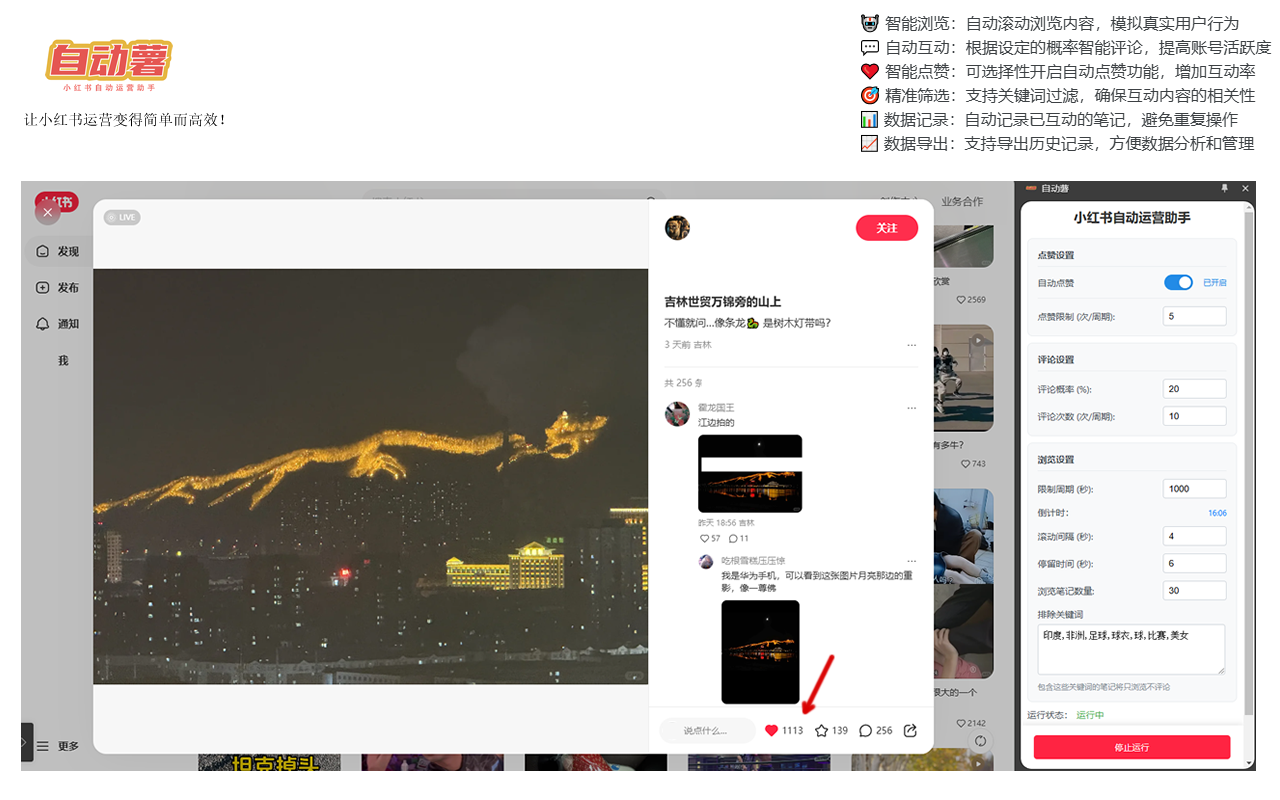 自动薯
小红书自动运营助手
让小红书运营变得简单而高效！
智能浏览：自动滚动浏览内容，模拟真实用户行为
自动互动：根据设定的概率智能评论，提高账号活跃度
智能点赞：可选择性开启自动点赞功能，增加互动率
精准筛选：支持关键词过滤，确保互动内容的相关性
数据记录：自动记录已互动的笔记，避免重复操作
数据导出：支持导出历史记录，方便数据分析和管理
发现
发布
通知
我
更多
LIVE
业务合作
关注
吉林世贸万锦旁的山上
不懂就问...像条龙🐉 是树木灯带吗？
3 天前 吉林
共 256 条
霍龙国王
江边拍的
昨天 18:56 吉林
57
11
吃根雪糕压压惊
我是华为手机，可以看到这张图片月亮那边的重
影，像一尊佛
说点什么...
1113
139
256
2569
有多牛？
743
很大的一个
2142
坦克掉头
自动薯
小红书自动运营助手
点赞设置
自动点赞
已开启
点赞限制 (次/周期):
5
评论设置
评论概率 (%):
20
评论次数 (次/周期):
10
浏览设置
限制周期 (秒):
1000
倒计时：
16:06
滚动间隔 (秒):
4
停留时间 (秒):
6
浏览笔记数量:
30
排除关键词
印度,非洲,足球,球衣,球,比赛,美女
包含这些关键词的笔记将只浏览不评论
运行状态： 运行中
停止运行